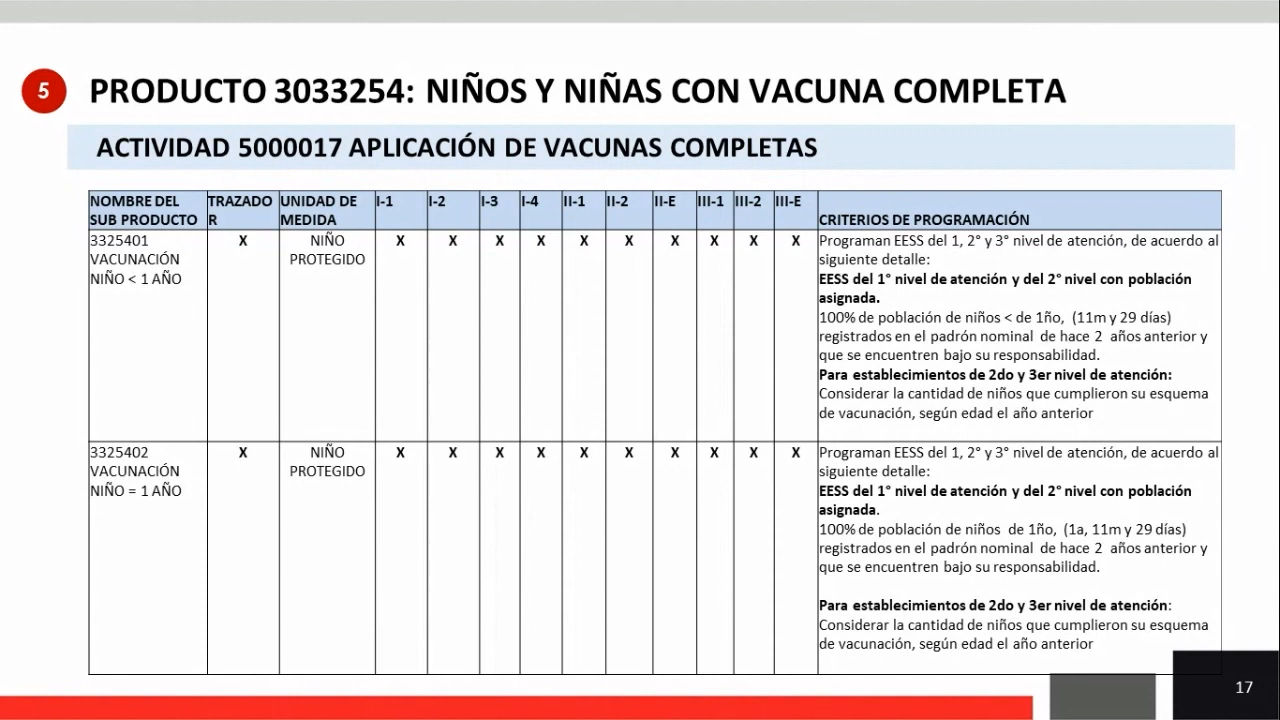 5
PRODUCTO 3033254: NIÑOS Y NIÑAS CON VACUNA COMPLETA
ACTIVIDAD 5000017 APLICACIÓN DE VACUNAS COMPLETAS
NOMBRE DEL SUB PRODUCTO TRAZADO R UNIDAD DE MEDIDA I-1 I-2 I-3 I-4 II-1 II-2 II-E III-1 III-2 III-E CRITERIOS DE PROGRAMACIÓN
3325401
VACUNACIÓN
NIÑO < 1 AÑO
X
NIÑO
PROTEGIDO
X X X X X X X X X X
Programan EESS del 1, 2° y 3° nivel de atención, de acuerdo al
siguiente detalle:
EESS del 1° nivel de atención y del 2° nivel con población
asignada.
100% de población de niños < de 1ño, (11m y 29 días)
registrados en el padrón nominal de hace 2 años anterior y
que se encuentren bajo su responsabilidad.
Para establecimientos de 2do y 3er nivel de atención:
Considerar la cantidad de niños que cumplieron su esquema
de vacunación, según edad el año anterior
3325402
VACUNACIÓN
NIÑO = 1 AÑO
X
NIÑO
PROTEGIDO
X X X X X X X X X X
Programan EESS del 1, 2° y 3° nivel de atención, de acuerdo al
siguiente detalle:
EESS del 1° nivel de atención y del 2° nivel con población
asignada.
100% de población de niños de 1ño, (1a, 11m y 29 días)
registrados en el padrón nominal de hace 2 años anterior y
que se encuentren bajo su responsabilidad.
Para establecimientos de 2do y 3er nivel de atención:
Considerar la cantidad de niños que cumplieron su esquema
de vacunación, según edad el año anterior
17